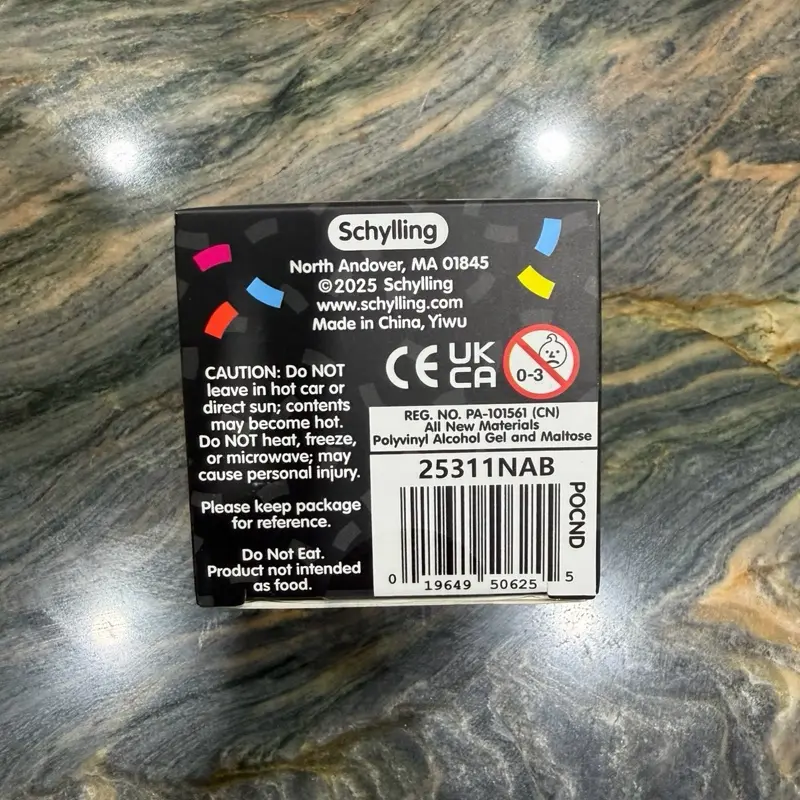 Schylling
North Andover, MA 01845
©2025 Schylling
www.schylling.com
Made in China, Yiwu
CE UK
CA
0-3
CAUTION: Do NOT
leave in hot car or
direct sun; contents
may become hot.
Do NOT heat, freeze,
or microwave; may
cause personal injury.
Please keep package
for reference.
Do Not Eat.
Product not intended
as food.
REG. NO. PA-101561 (CN)
All New Materials
Polyvinyl Alcohol Gel and Maltose
25311NAB
POCND
0 19649 50625 5